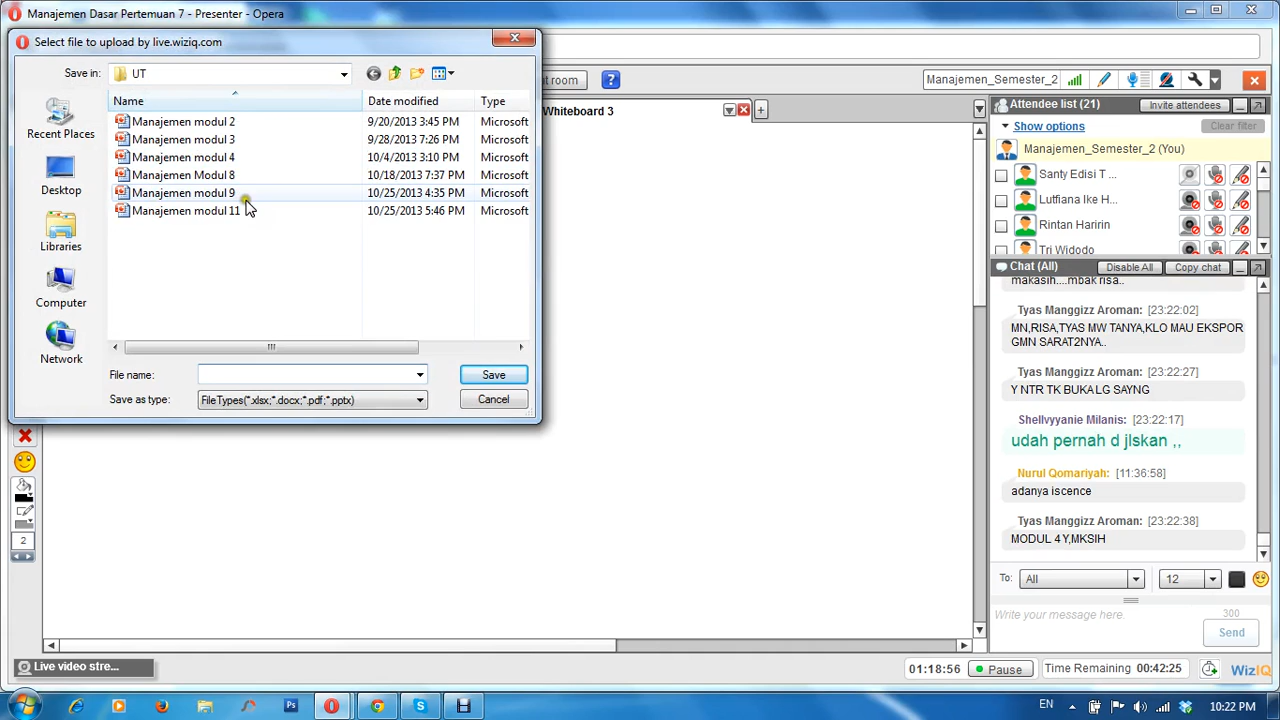 Manajemen Dasar Pertemuan 7 - Presenter - Opera
Select file to upload by live.wiziq.com
Save in:
UT
nt room
?
Manajemen_Semester_2
Name
Date modified
Type
Whiteboard 3
Attendee list (21)
Invite attendees
Show options
Clear filter
Manajemen_Semester_2 (You)
Santy Edisi T ...
Lutfiana Ike H...
Rintan Haririn
Tri Widodo
Recent Places
Desktop
Libraries
Computer
Network
Manajemen modul 2
9/20/2013 3:45 PM
Microsoft
Manajemen modul 3
9/28/2013 7:26 PM
Microsoft
Manajemen modul 4
10/4/2013 3:10 PM
Microsoft
Manajemen Modul 8
10/18/2013 7:37 PM
Microsoft
Manajemen modul 9
10/25/2013 4:35 PM
Microsoft
Manajemen modul 11
10/25/2013 5:46 PM
Microsoft
File name:
Save
Save as type:
FileTypes(*.xlsx;*.docx;*.pdf;*.pptx)
Cancel
Chat (All)
Disable All
Copy chat
makasih....mbak risa..
Tyas Manggizz Aroman: [23:22:02]
MN,RISA,TYAS MW TANYA,KLO MAU EKSPOR
GMN SARAT2NYA..
Tyas Manggizz Aroman: [23:22:27]
Y NTR TK BUKA LG SAYNG
Shellyvyanie Milanis: [23:22:17]
udah pernah d jlskan ,,
Nurul Qomariyah: [11:36:58]
adanya iscence
Tyas Manggizz Aroman: [23:22:38]
MODUL 4 Y,MKSIH
To:
All
12
Write your message here.
300
Send
2
Live video stre...
01:18:56
Pause
Time Remaining 00:42:25
WizIQ
EN
10:22 PM